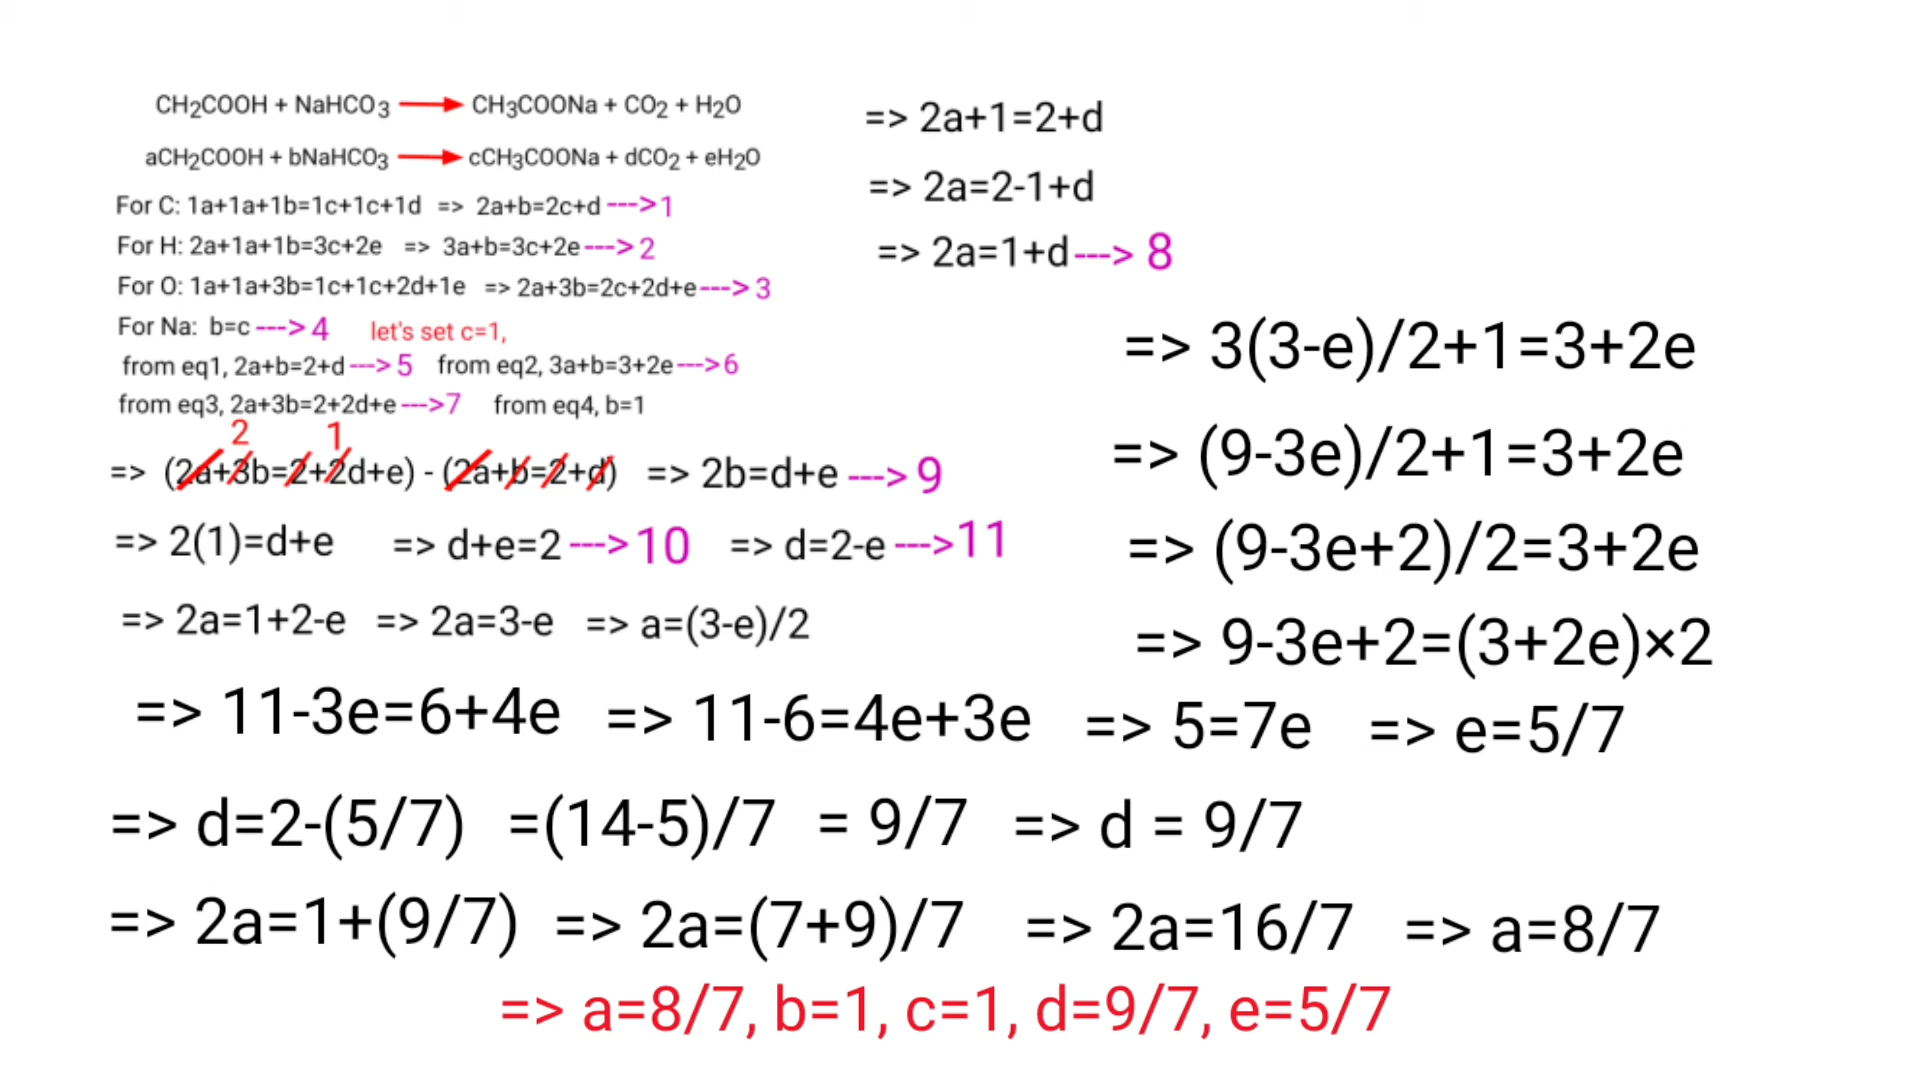 CH2COOH + NaHCO3 → CH3COONa + CO2 + H2O
aCH2COOH + bNaHCO3 → cCH3COONa + dCO2 + eH2O
For C: 1a+1a+1b=1c+1c+1d => 2a+b=2c+d --->1
For H: 2a+1a+1b=3c+2e => 3a+b=3c+2e ---> 2
For O: 1a+1a+3b=1c+1c+2d+1e => 2a+3b=2c+2d+e ---> 3
For Na: b=c ---> 4 let's set c=1,
from eq1, 2a+b=2+d ---> 5 from eq2, 3a+b=3+2e --->6
from eq3, 2a+3b=2+2d+e --->7 from eq4, b=1
2 1
=> (2a+3b=2+2d+e) - (2a+b=2+d) => 2b=d+e ---> 9
=> 2(1)=d+e => d+e=2 --->10 => d=2-e --->11
=> 2a=1+2-e => 2a=3-e => a=(3-e)/2
=> 2a+1=2+d
=> 2a=2-1+d
=> 2a=1+d ---> 8
=> 3(3-e)/2+1=3+2e
=> (9-3e)/2+1=3+2e
=> (9-3e+2)/2=3+2e
=> 9-3e+2=(3+2e)×2
=> 11-3e=6+4e => 11-6=4e+3e => 5=7e => e=5/7
=> d=2-(5/7) =(14-5)/7 = 9/7 => d = 9/7
=> 2a=1+(9/7) => 2a=(7+9)/7 => 2a=16/7 => a=8/7
=> a=8/7, b=1, c=1, d=9/7, e=5/7